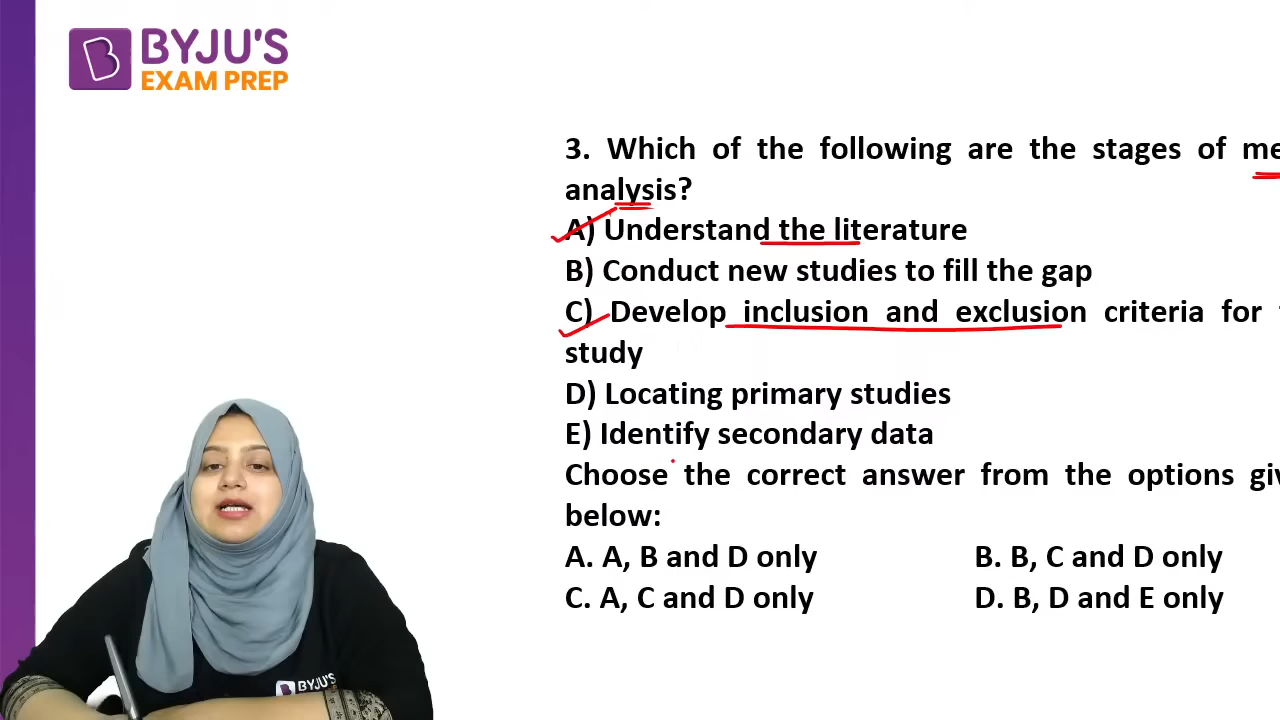 BYJU'S
EXAM PREP
3. Which of the following are the stages of
analysis?
A) Understand the literature
B) Conduct new studies to fill the gap
C) Develop inclusion and exclusion criteria for
study
D) Locating primary studies
E) Identify secondary data
Choose the correct answer from the options
below:
A. A, B and D only B. B, C and D only
C. A, C and D only D. B, D and E only
BYJU'S